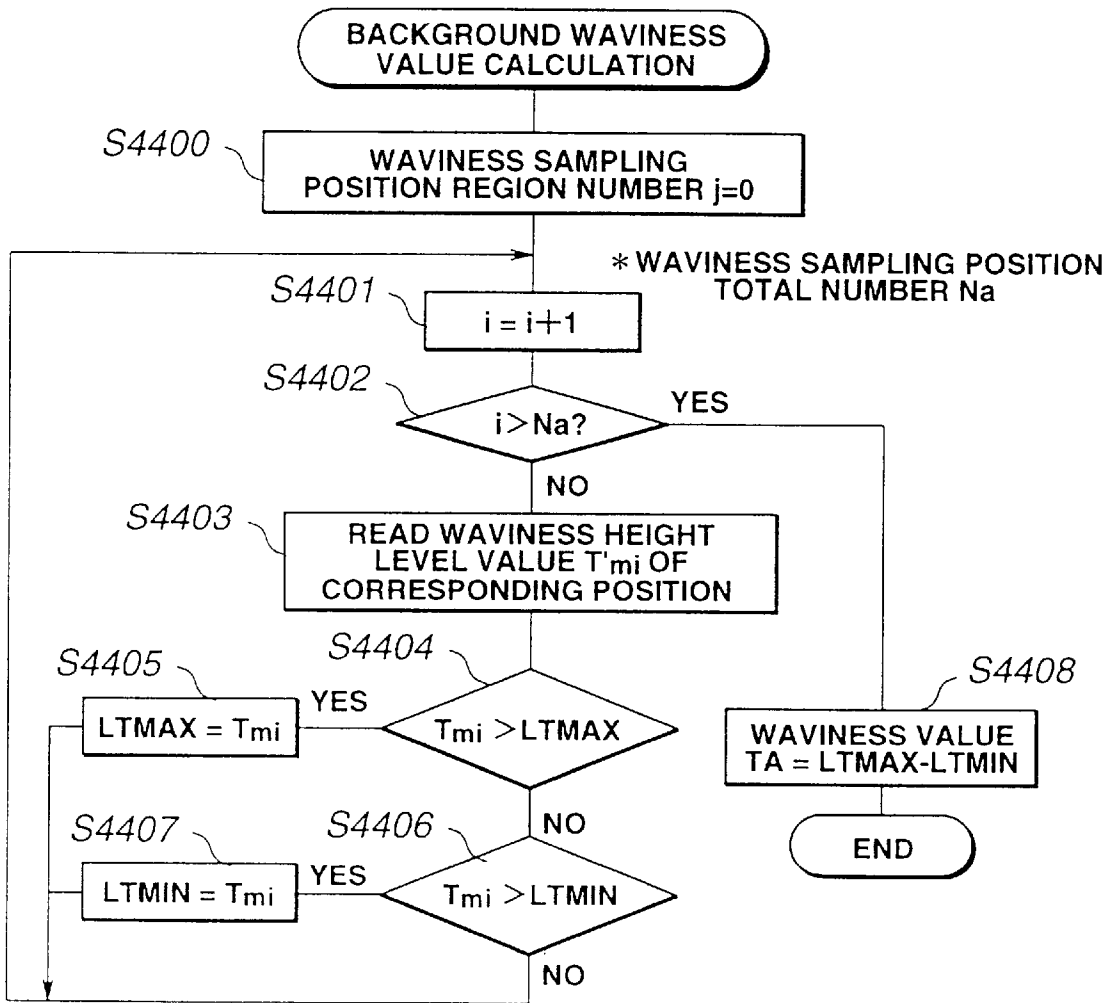 BACKGROUND WAVINESS
VALUE CALCULATION
S4400
WAVINESS SAMPLING
POSITION REGION NUMBER j=0
* WAVINESS SAMPLING POSITION
TOTAL NUMBER Na
S4401
i = i+1
S4402
i>Na?
YES
NO
S4403
READ WAVINESS HEIGHT
LEVEL VALUE T'mi OF
CORRESPONDING POSITION
S4404
Tmi >LTMAX
YES
S4405
LTMAX = Tmi
NO
S4406
Tmi >LTMIN
YES
S4407
LTMIN = Tmi
NO
S4408
WAVINESS VALUE
TA = LTMAX-LTMIN
END